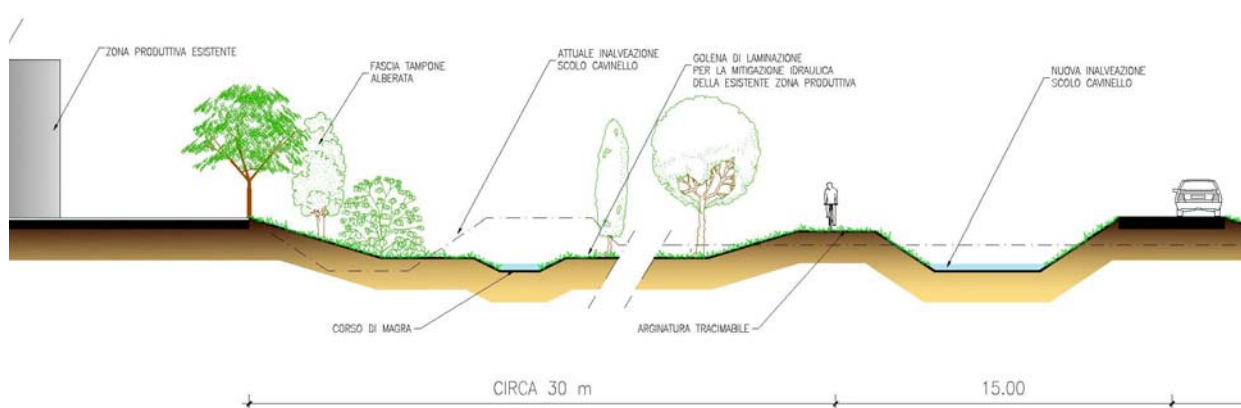 ZONA PRODUTTIVA ESISTENTE
FASCIA TAMPONE
ALBERATA
ATTUALE INALVEAZIONE
SCOLO CAVINELLO
GOLENA DI LAMINAZIONE
PER LA MITIGAZIONE IDRAULICA
DELLA ESISTENTE ZONA PRODUTTIVA
NUOVA INALVEAZIONE
SCOLO CAVINELLO
CORSO DI MAGRA
ARGINATURA TRACIMABILE
CIRCA 30 m
15.00